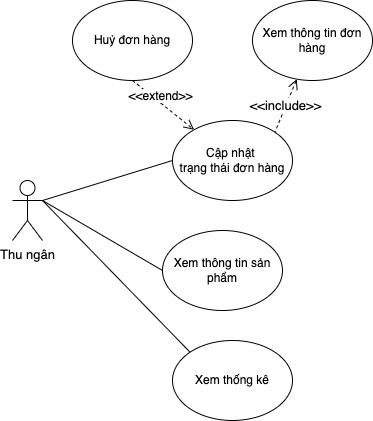 Huỷ đơn hàng
Xem thông tin đơn
hàng
<<extend>>
<<include>>
Cập nhật
trạng thái đơn hàng
Thu ngân
Xem thông tin sản
phẩm
Xem thống kê